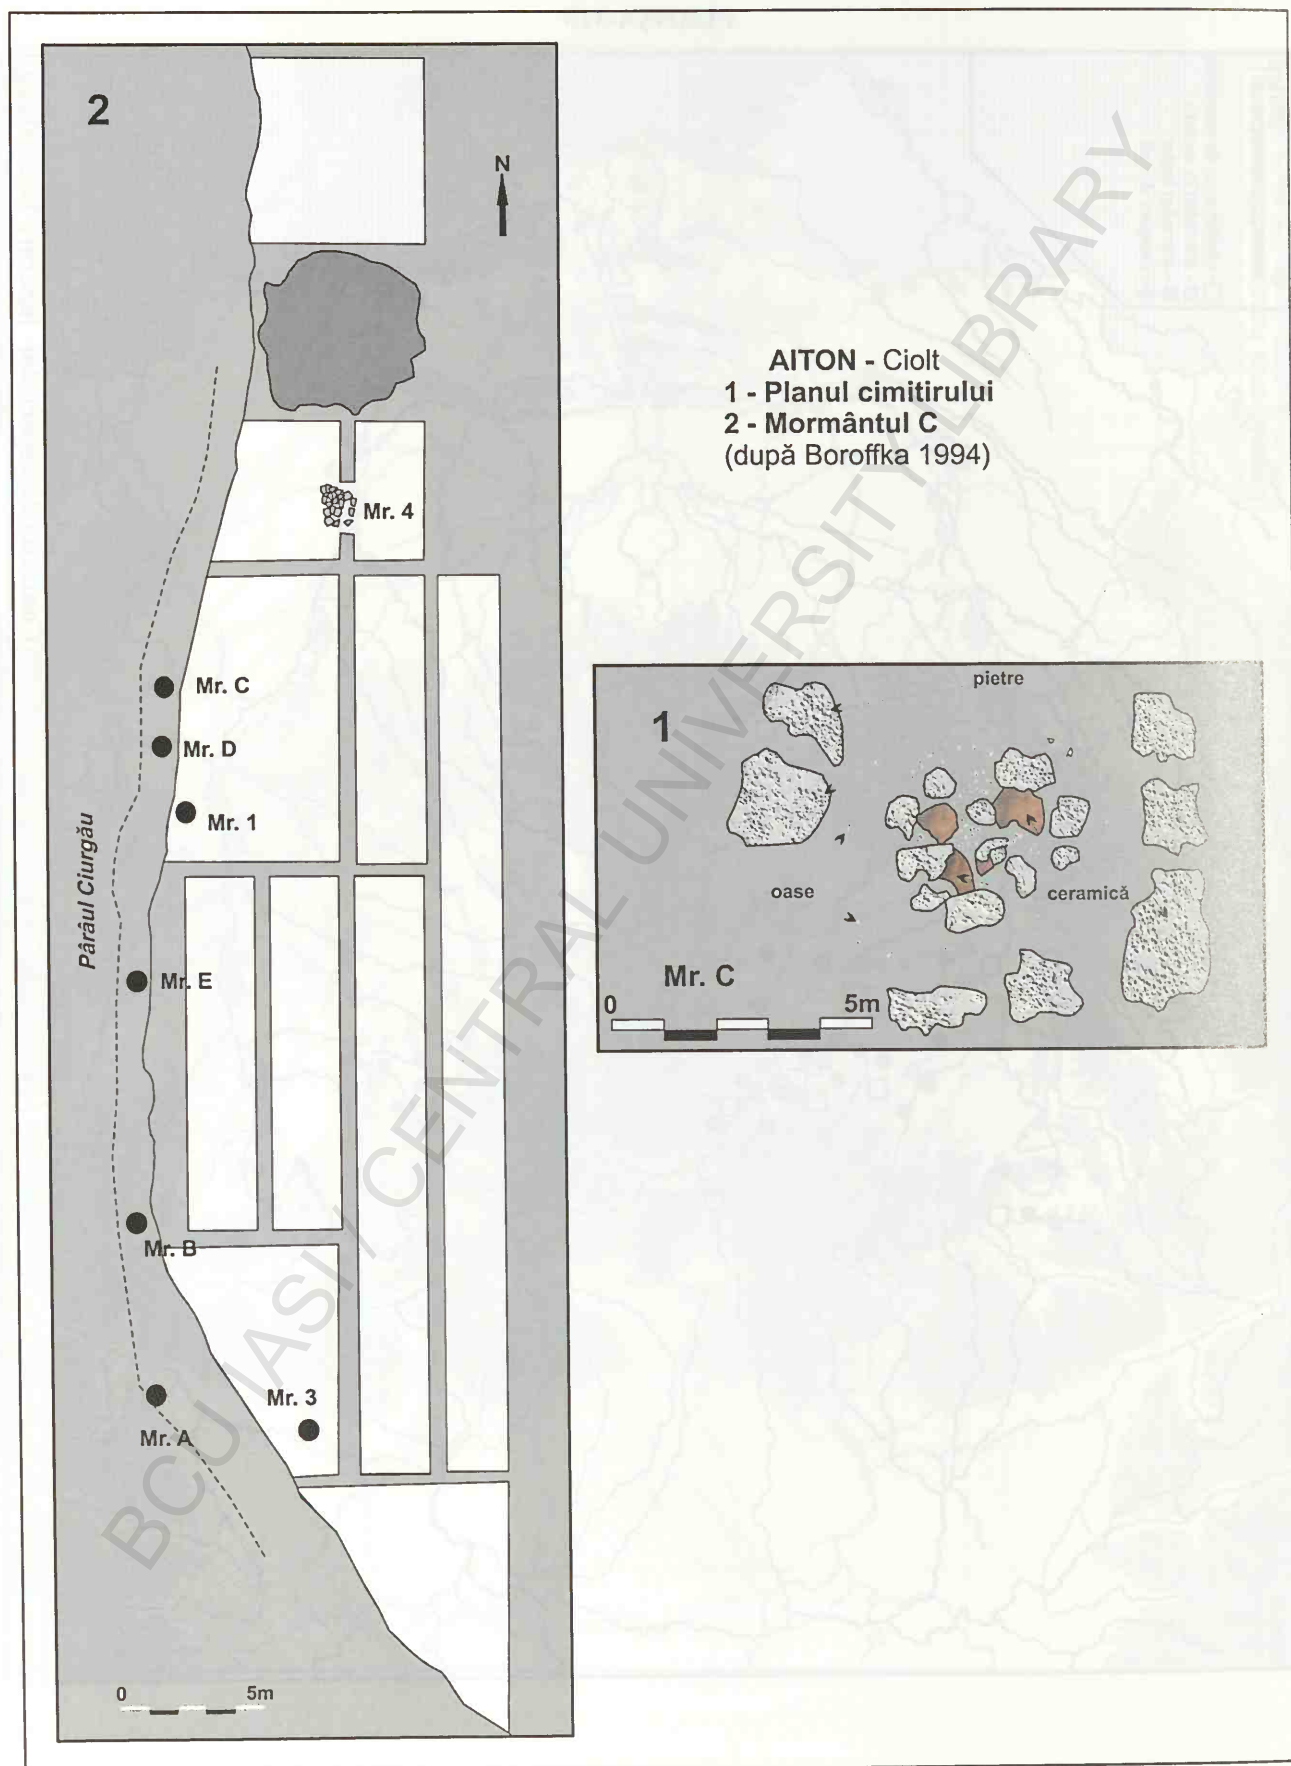 2
N
AITON - Ciolt
1 - Planul cimitirului
2 - Mormântul C
(după Boroffka 1994)
Mr. 4
Mr. C
Mr. D
Mr. 1
Pârâul Ciurgău
Mr. E
Mr. B
Mr. 3
Mr. A
0 5m
1
pietre
oase
ceramică
Mr. C
0 5m
BCU IASI / CENTRAL UNIVERSITY LIBRARY